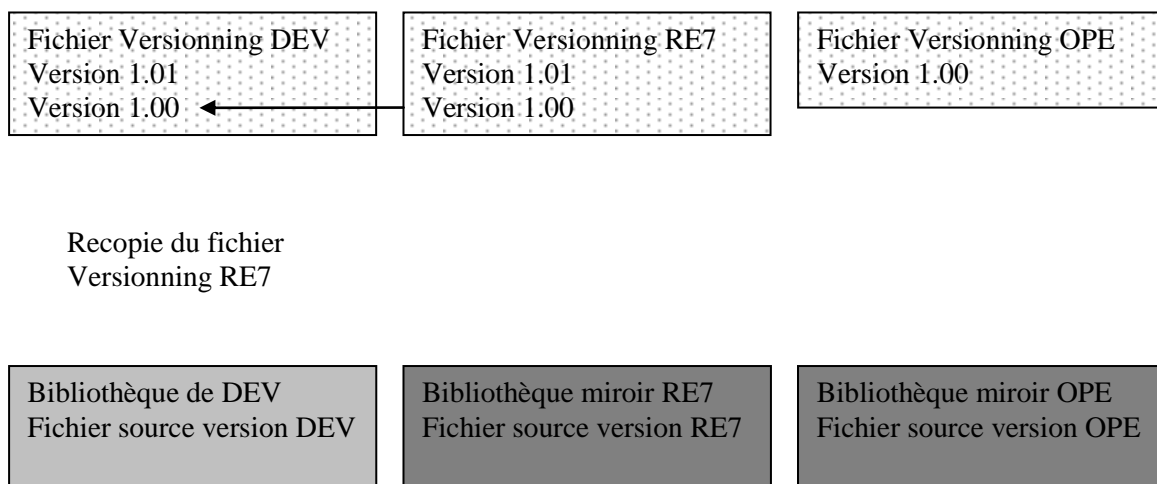 Fichier Versionning DEV
Version 1.01
Version 1.00
Fichier Versionning RE7
Version 1.01
Version 1.00
Fichier Versionning OPE
Version 1.00
Recopie du fichier
Versionning RE7
Bibliothèque de DEV
Fichier source version DEV
Bibliothèque miroir RE7
Fichier source version RE7
Bibliothèque miroir OPE
Fichier source version OPE